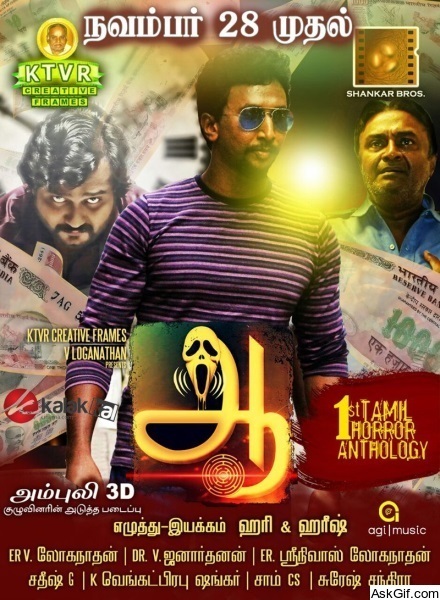 நவம்பர் 28 முதல்
KTVR
CREATIVE
FRAMES
SHANKAR BROS.
KTVR CREATIVE FRAMES
V LOGANATHAN
PRESENTS
ஆ
1st TAMIL
HORROR
ANTHOLOGY
அம்புலி 3D
குழுவினரின் அடுத்த படைப்பு
எழுத்து-இயக்கம் ஹரி & ஹரீஷ்
agi|music
ER V. லோகநாதன் | DR. V.ஜனார்தனன் | ER. ஸ்ரீனிவாஸ் லோகநாதன்
சதீஷ் G | K வெங்கட்பிரபு ஷங்கர் | சாம் CS | சுரேஷ் சந்திரா
AskGif.com